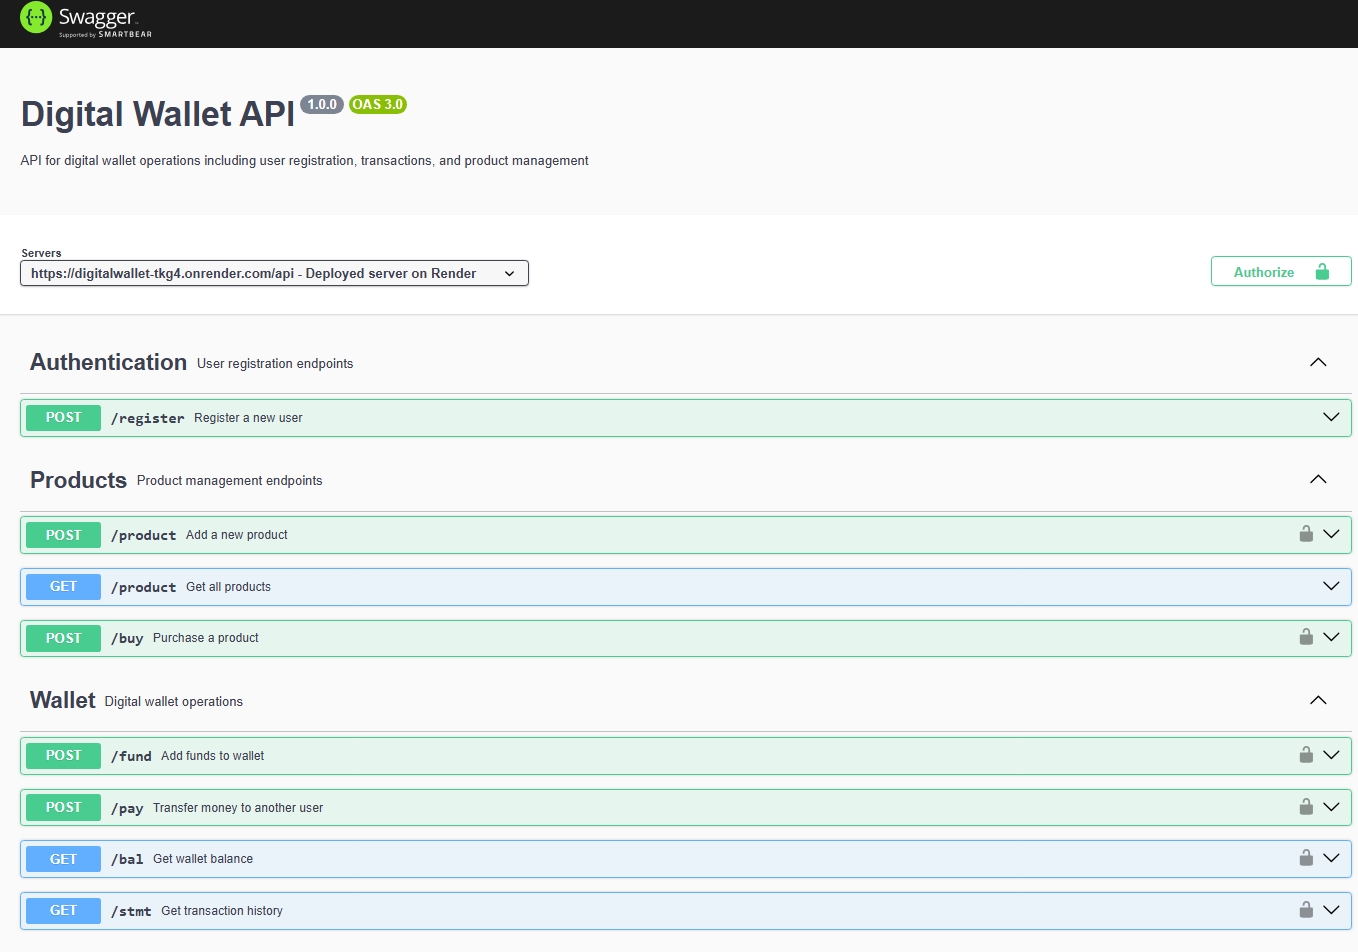 Swagger
Supported by SMARTBEAR
Digital Wallet API 1.0.0 OAS 3.0
API for digital wallet operations including user registration, transactions, and product management
Servers
https://digitalwallet-tkg4.onrender.com/api - Deployed server on Render
Authorize
Authentication User registration endpoints
POST /register Register a new user
Products Product management endpoints
POST /product Add a new product
GET /product Get all products
POST /buy Purchase a product
Wallet Digital wallet operations
POST /fund Add funds to wallet
POST /pay Transfer money to another user
GET /bal Get wallet balance
GET /stmt Get transaction history